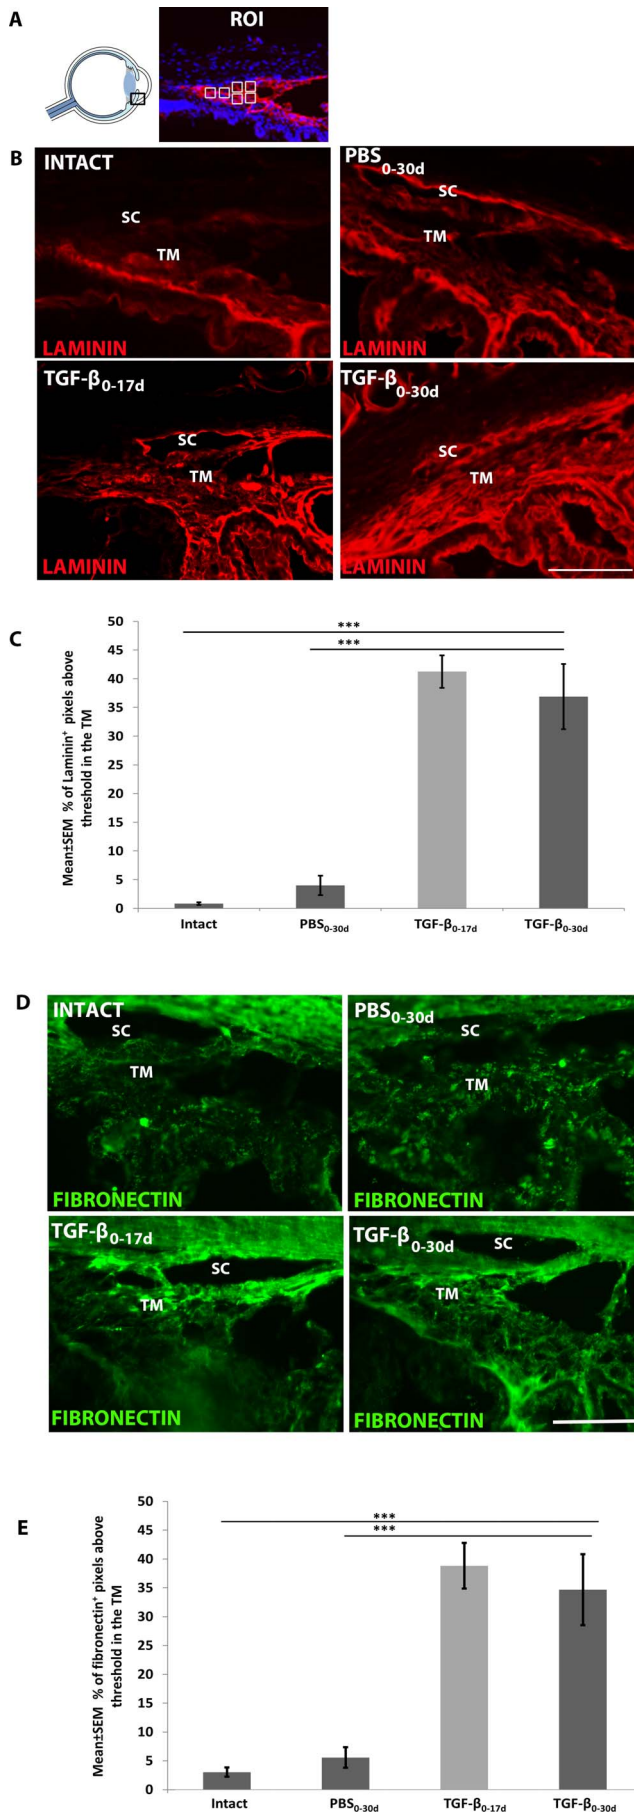 A
ROI
B
INTACT
SC
TM
LAMININ
PBS0-30d
SC
TM
LAMININ
TGF-β0-17d
SC
TM
LAMININ
TGF-β0-30d
SC
TM
LAMININ
C
Mean±SEM % of Laminin+ pixels above
threshold in the TM
50
45
40
35
30
25
20
15
10
5
0
***
***
Intact
PBS0-30d
TGF-β0-17d
TGF-β0-30d
D
INTACT
SC
TM
FIBRONECTIN
PBS0-30d
SC
TM
FIBRONECTIN
TGF-β0-17d
SC
TM
FIBRONECTIN
TGF-β0-30d
SC
TM
FIBRONECTIN
E
Mean±SEM % of fibronectin+ pixels above
threshold in the TM
50
45
40
35
30
25
20
15
10
5
0
***
***
Intact
PBS0-30d
TGF-β0-17d
TGF-β0-30d